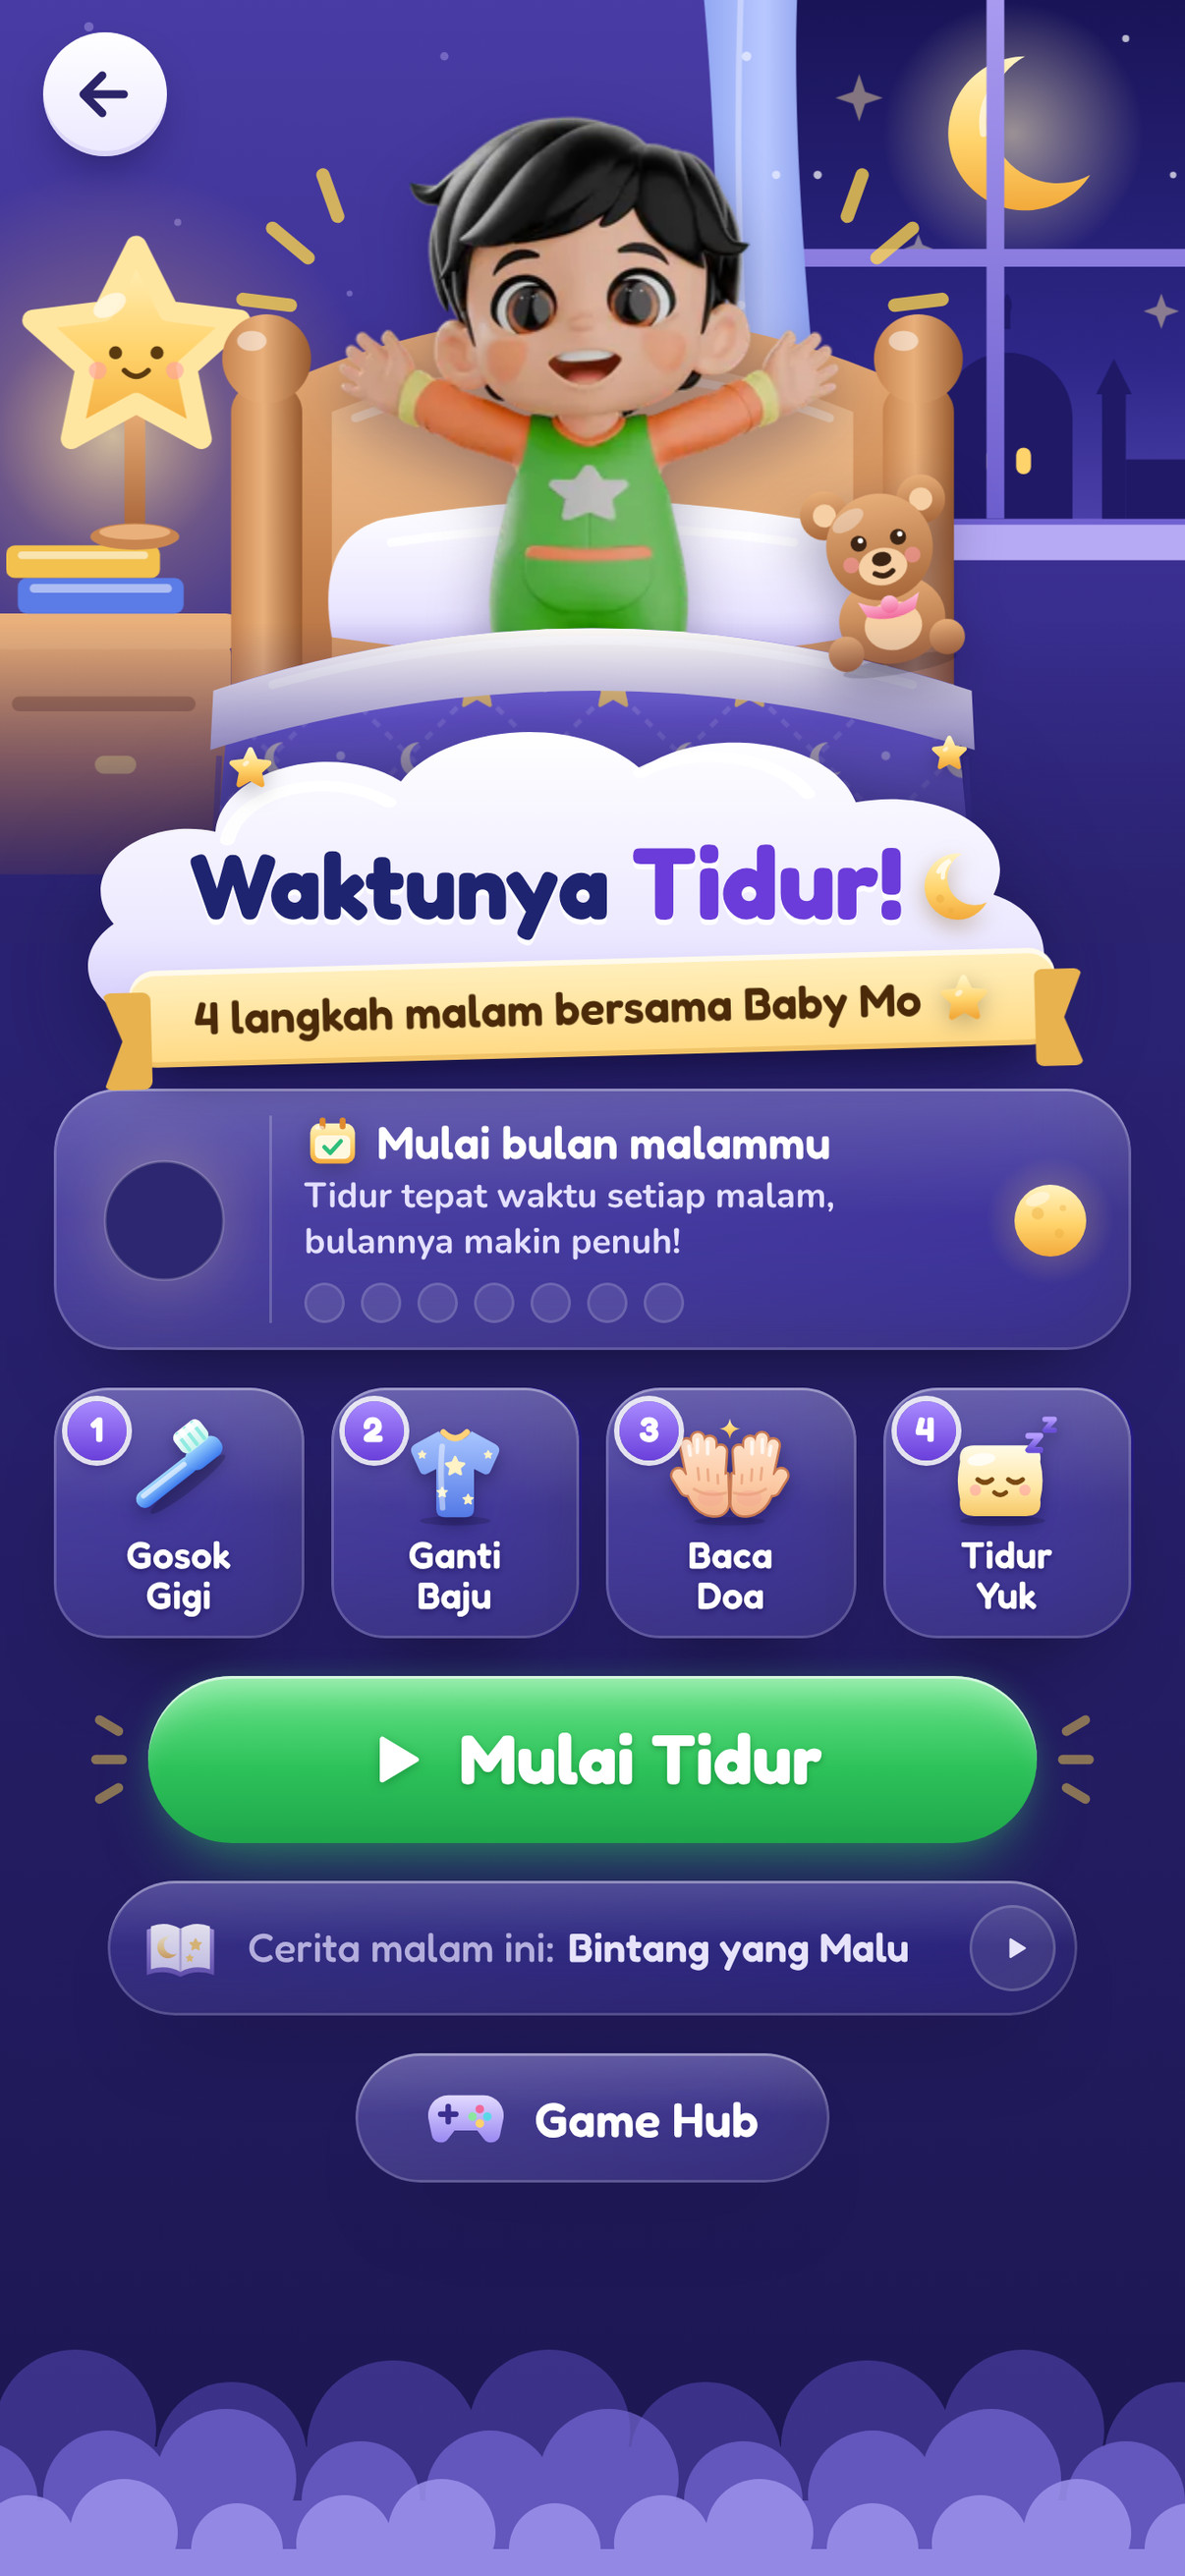 Waktunya Tidur!
4 langkah malam bersama Baby Mo
Mulai bulan malammu
Tidur tepat waktu setiap malam,
bulannya makin penuh!
1
Gosok
Gigi
2
Ganti
Baju
3
Baca
Doa
4
z z
Tidur
Yuk
Mulai Tidur
Cerita malam ini: Bintang yang Malu
Game Hub